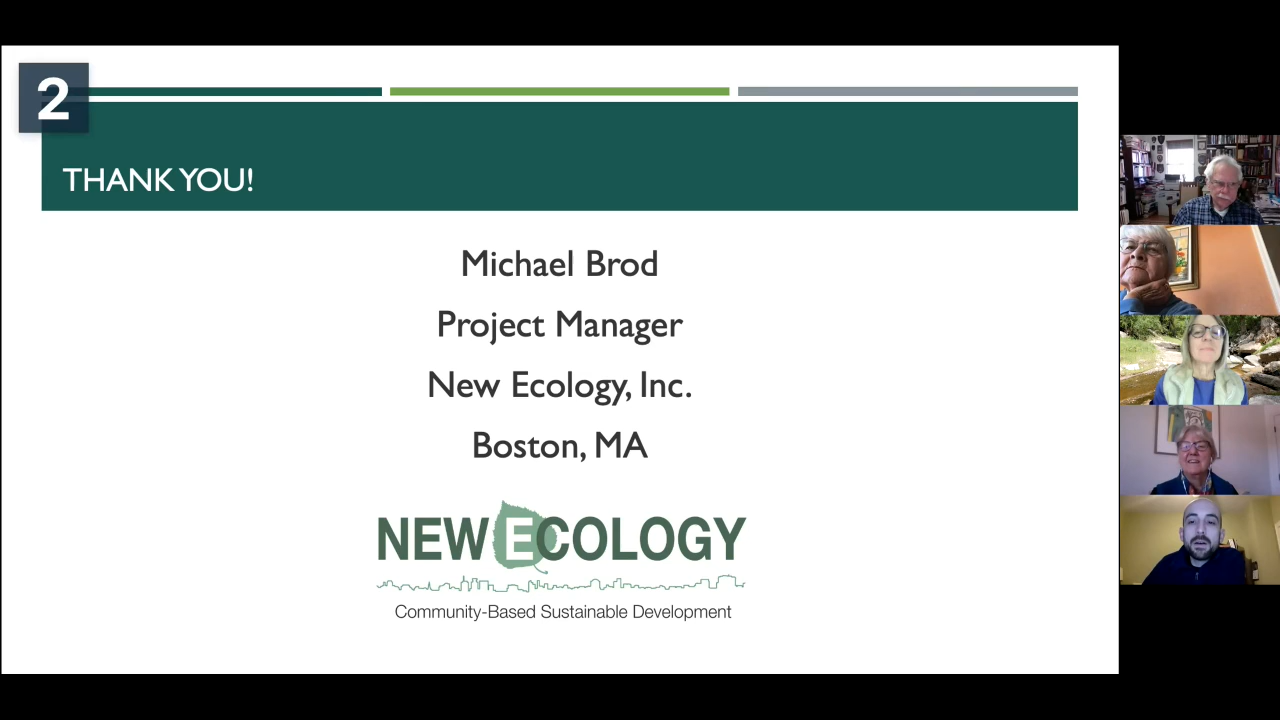 2
THANK YOU!
Michael Brod
Project Manager
New Ecology, Inc.
Boston, MA
NEW ECOLOGY
Community-Based Sustainable Development